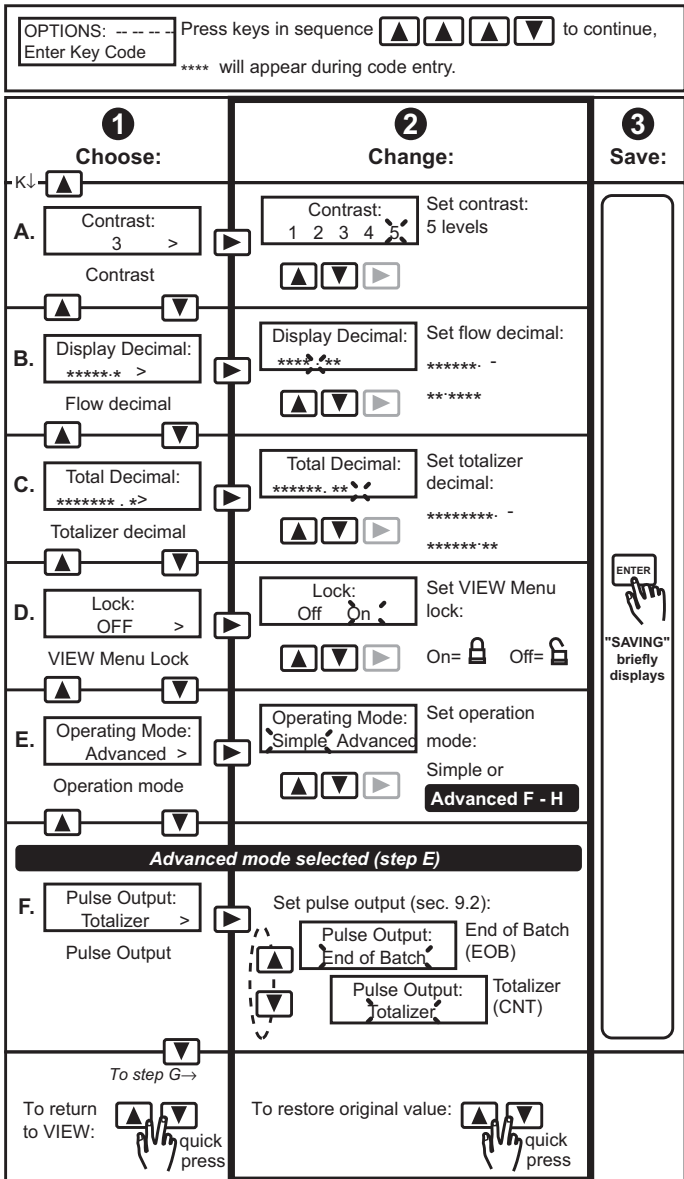 OPTIONS: -- -- -- --
Enter Key Code
Press keys in sequence ▲ ▲ ▲ ▼ to continue,
**** will appear during code entry.
1
Choose:
2
Change:
3
Save:
K↓
A.
Contrast:
3 >
Contrast
Contrast:
1 2 3 4 5
Set contrast:
5 levels
B.
Display Decimal:
*****.* >
Flow decimal
Display Decimal:
****.**
Set flow decimal:
******. -
**.****
C.
Total Decimal:
*******.*>
Totalizer decimal
Total Decimal:
******.**
Set totalizer
decimal:
********. -
******.**
D.
Lock:
OFF >
VIEW Menu Lock
Lock:
Off On
Set VIEW Menu
lock:
On= Off=
E.
Operating Mode:
Advanced >
Operation mode
Operating Mode:
Simple Advanced
Set operation
mode:
Simple or
Advanced F - H
ENTER
"SAVING"
briefly
displays
Advanced mode selected (step E)
F.
Pulse Output:
Totalizer >
Pulse Output
Set pulse output (sec. 9.2):
Pulse Output:
End of Batch
End of Batch
(EOB)
Pulse Output:
Totalizer
Totalizer
(CNT)
To step G→
To return
to VIEW:
quick
press
To restore original value:
quick
press